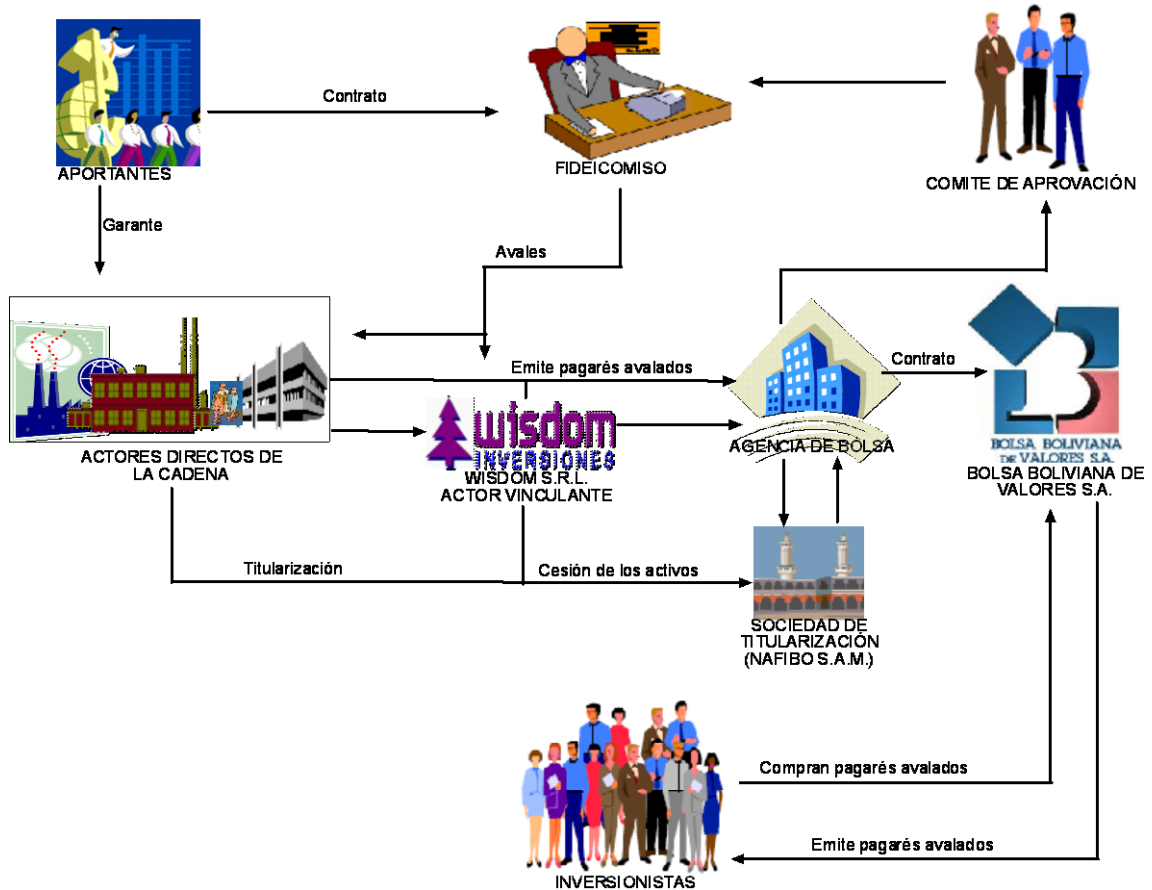 Contrato
APORTANTES
FIDEICOMISO
COMITE DE APROVACIÓN
Garante
Avales
Emite pagarés avalados
Contrato
wisdom
INVERSIONES
WISDOM S.R.L.
ACTOR VINCULANTE
ACTORES DIRECTOS DE
LA CADENA
AGENCIA DE BOLSA
BOLSA BOLIVIANA
DE VALORES S.A.
BOLSA BOLIVIANA DE
VALORES S.A.
Titularización
Cesión de los activos
SOCIEDAD DE
TITULARIZACIÓN
(NAFIBO S.A.M.)
Compran pagarés avalados
Emite pagarés avalados
INVERSIONISTAS